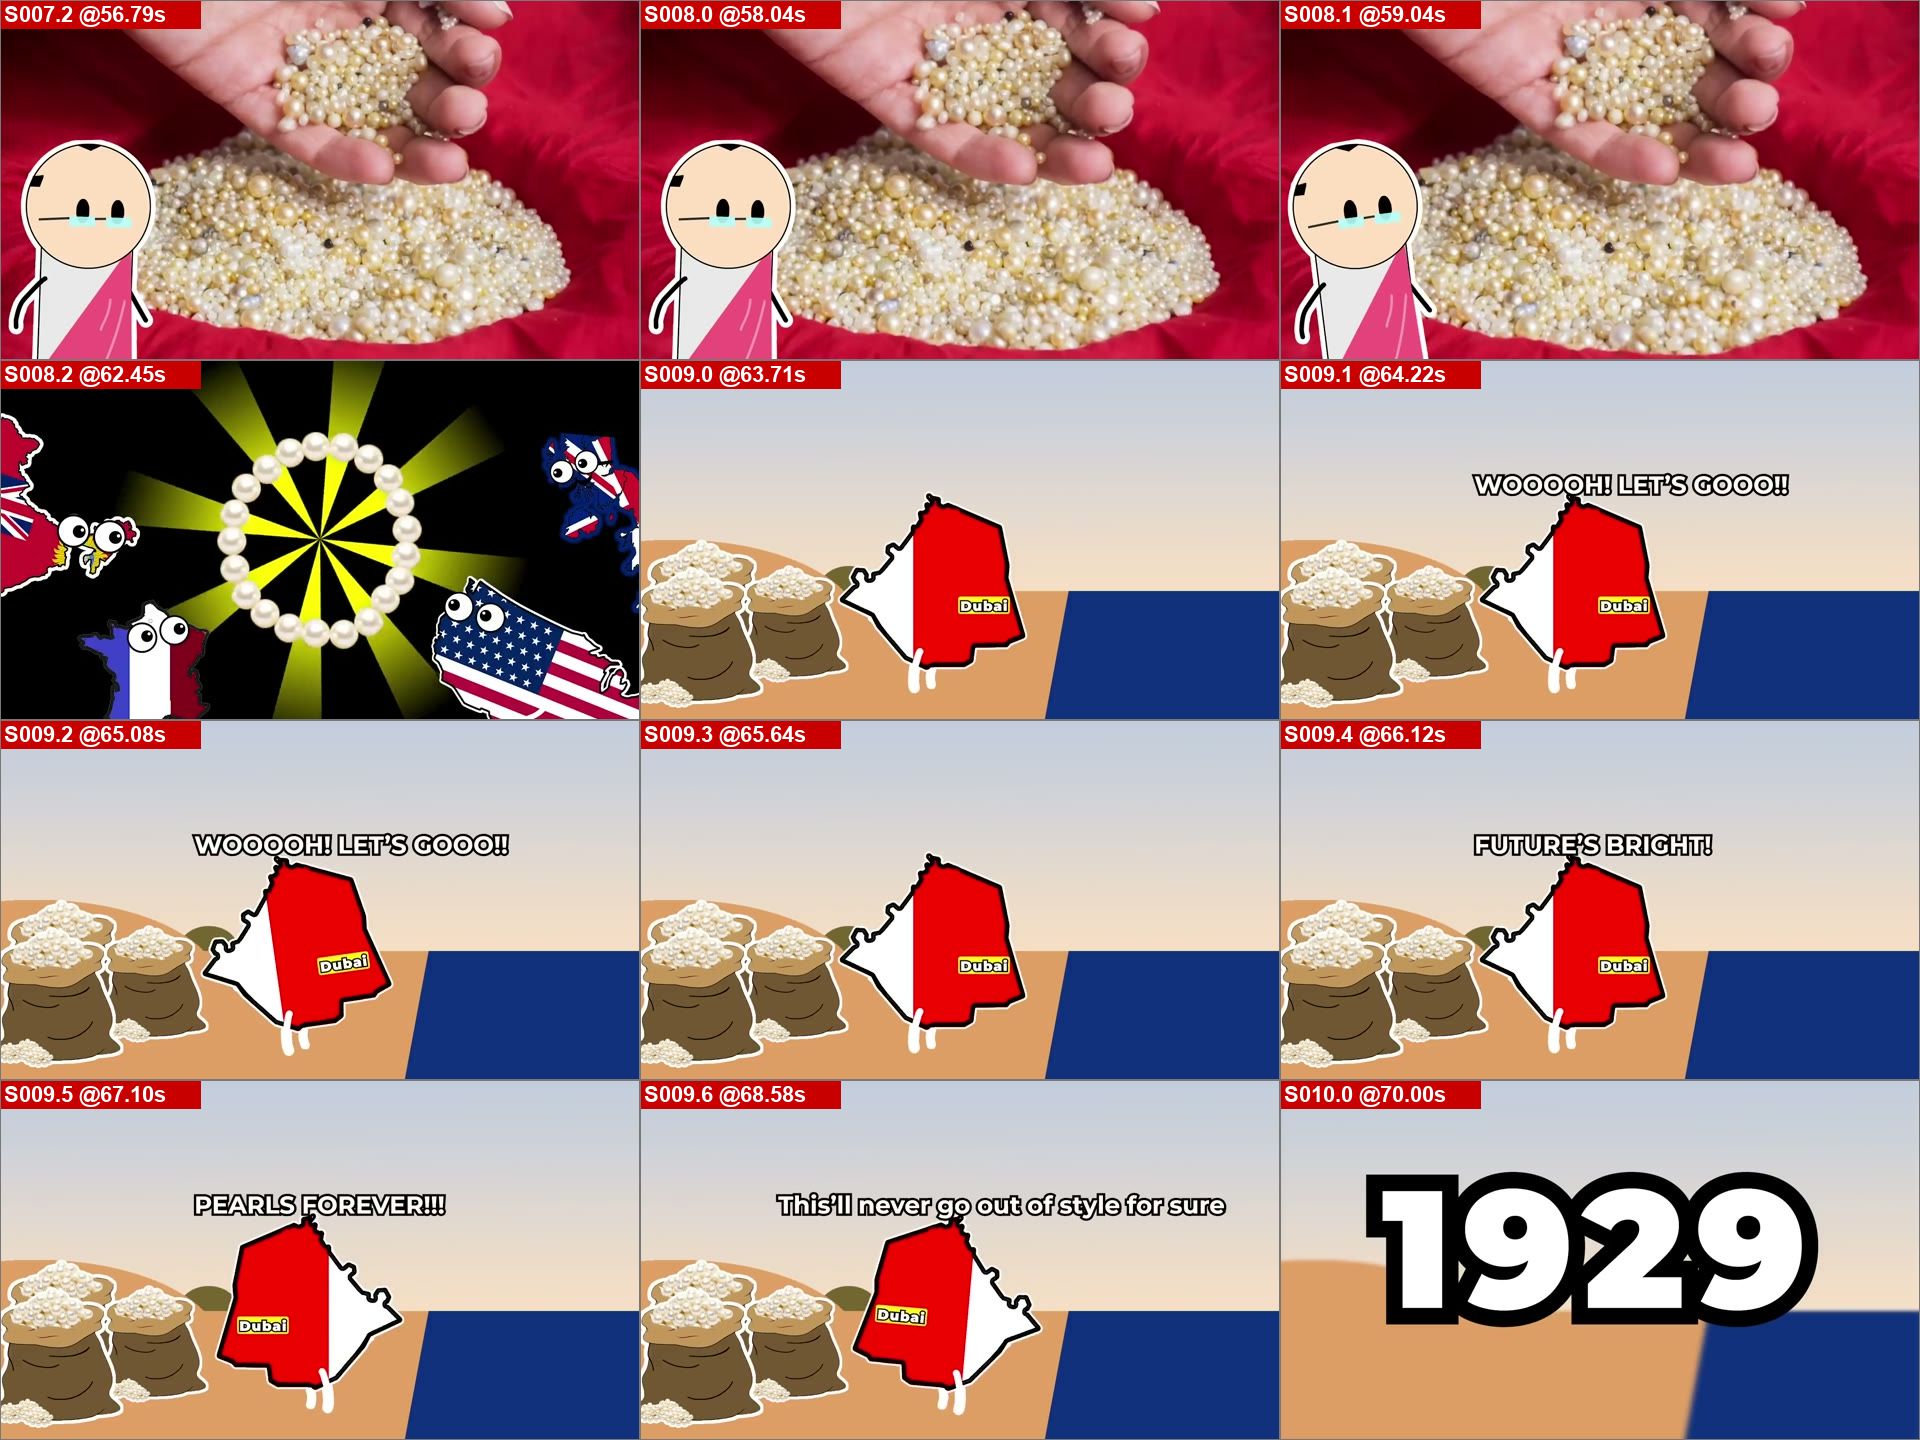 S007.2 @56.79s
S008.0 @58.04s
S008.1 @59.04s
S008.2 @62.45s
S009.0 @63.71s
Dubai
S009.1 @64.22s
WOOOOH! LET'S GOOO!!
Dubai
S009.2 @65.08s
WOOOOH! LET'S GOOO!!
Dubai
S009.3 @65.64s
Dubai
S009.4 @66.12s
FUTURE'S BRIGHT!
Dubai
S009.5 @67.10s
PEARLS FOREVER!!!
Dubai
S009.6 @68.58s
This'll never go out of style for sure
Dubai
S010.0 @70.00s
1929